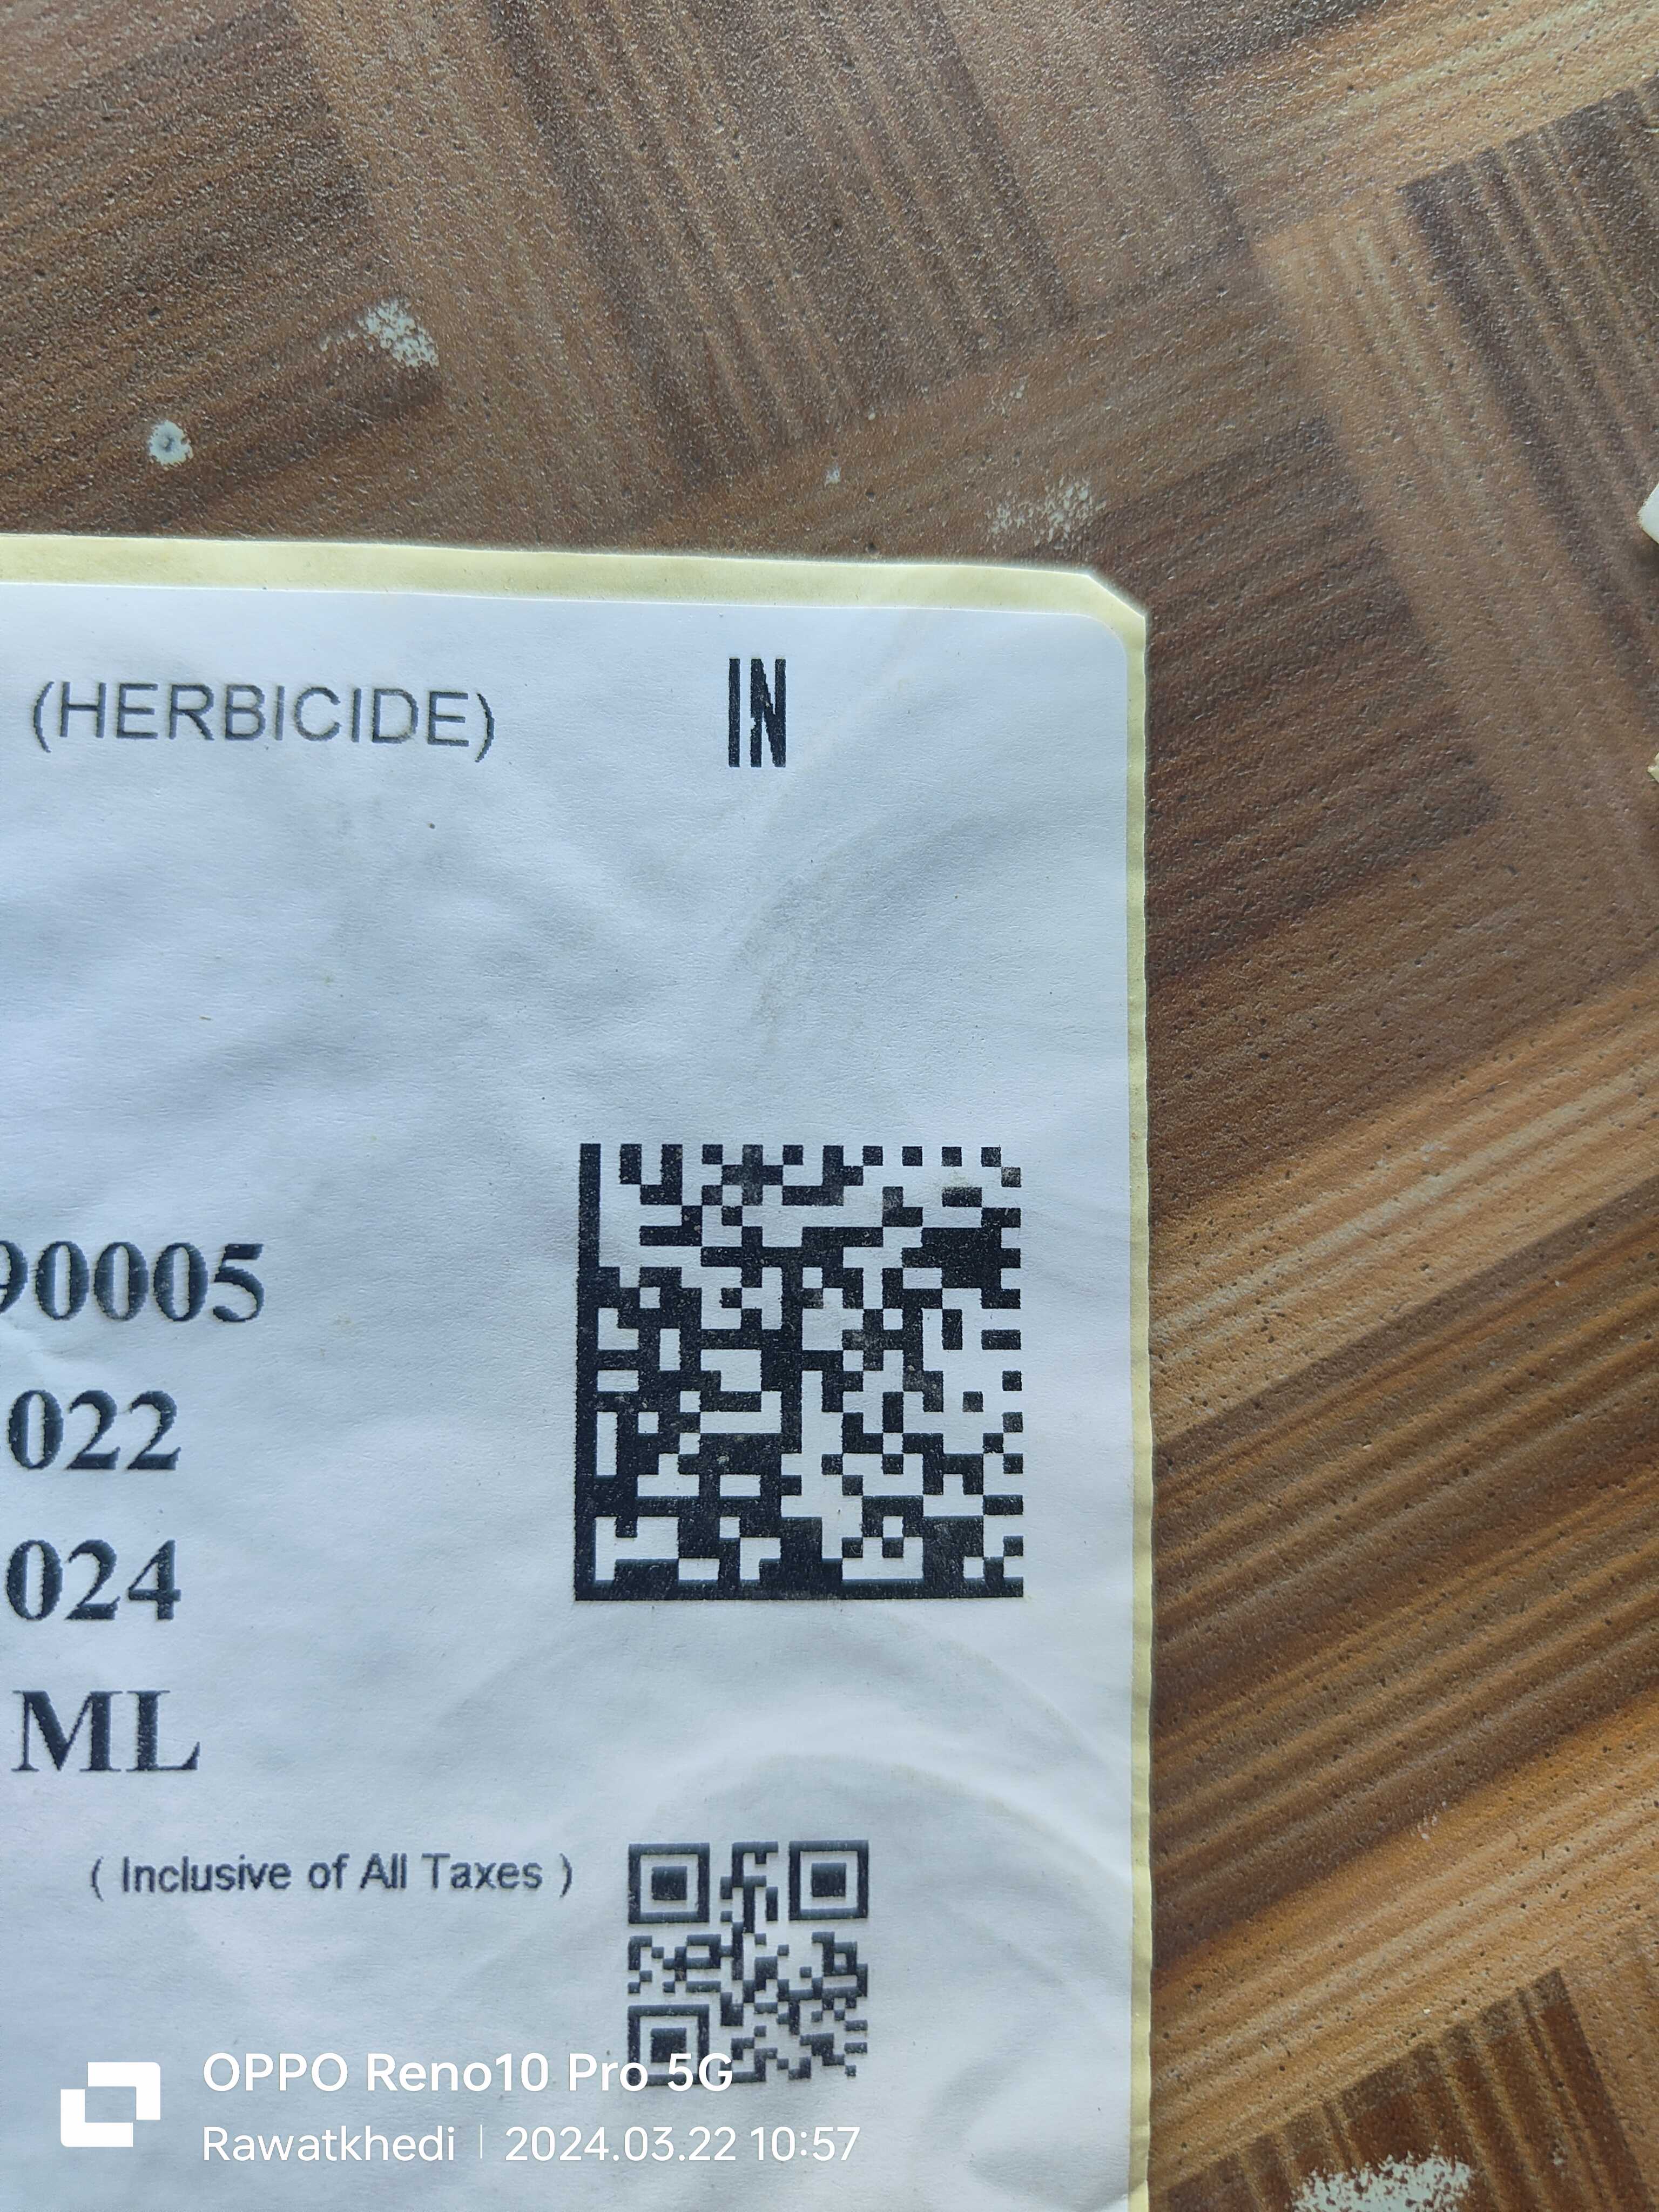 (HERBICIDE) IN
90005
022
024
ML
( Inclusive of All Taxes )
OPPO Reno10 Pro 5G
Rawatkhedi | 2024.03.22 10:57